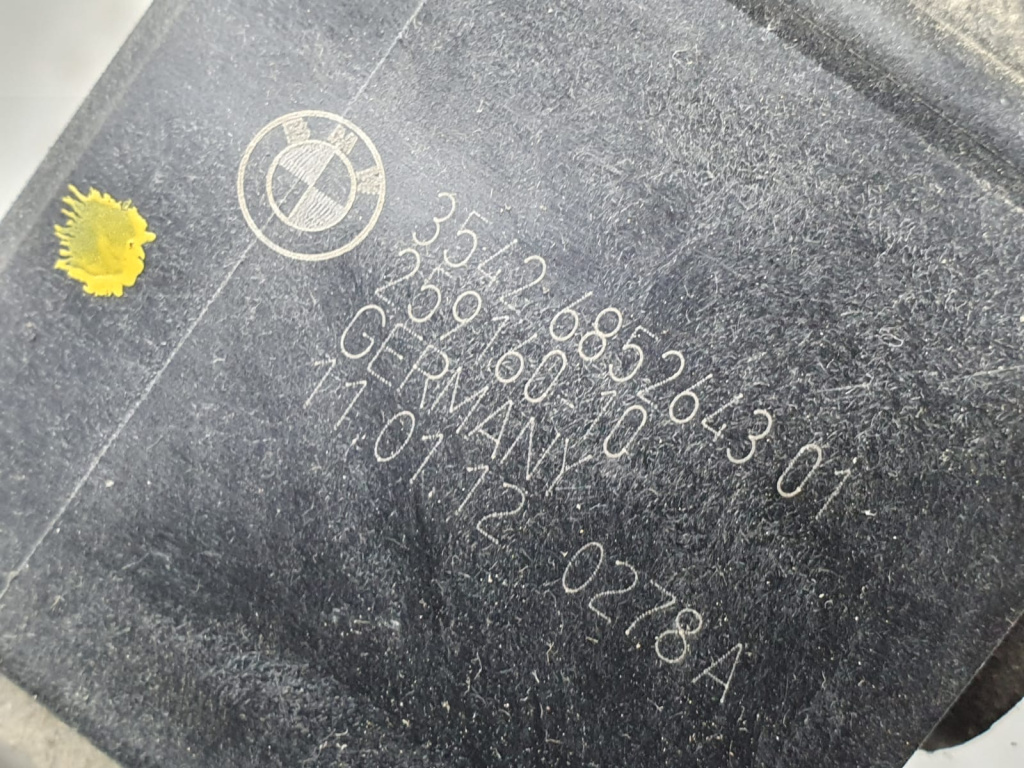 BMW
3542 6852643 01
259160-10
GERMANY
11.01.12 0278A